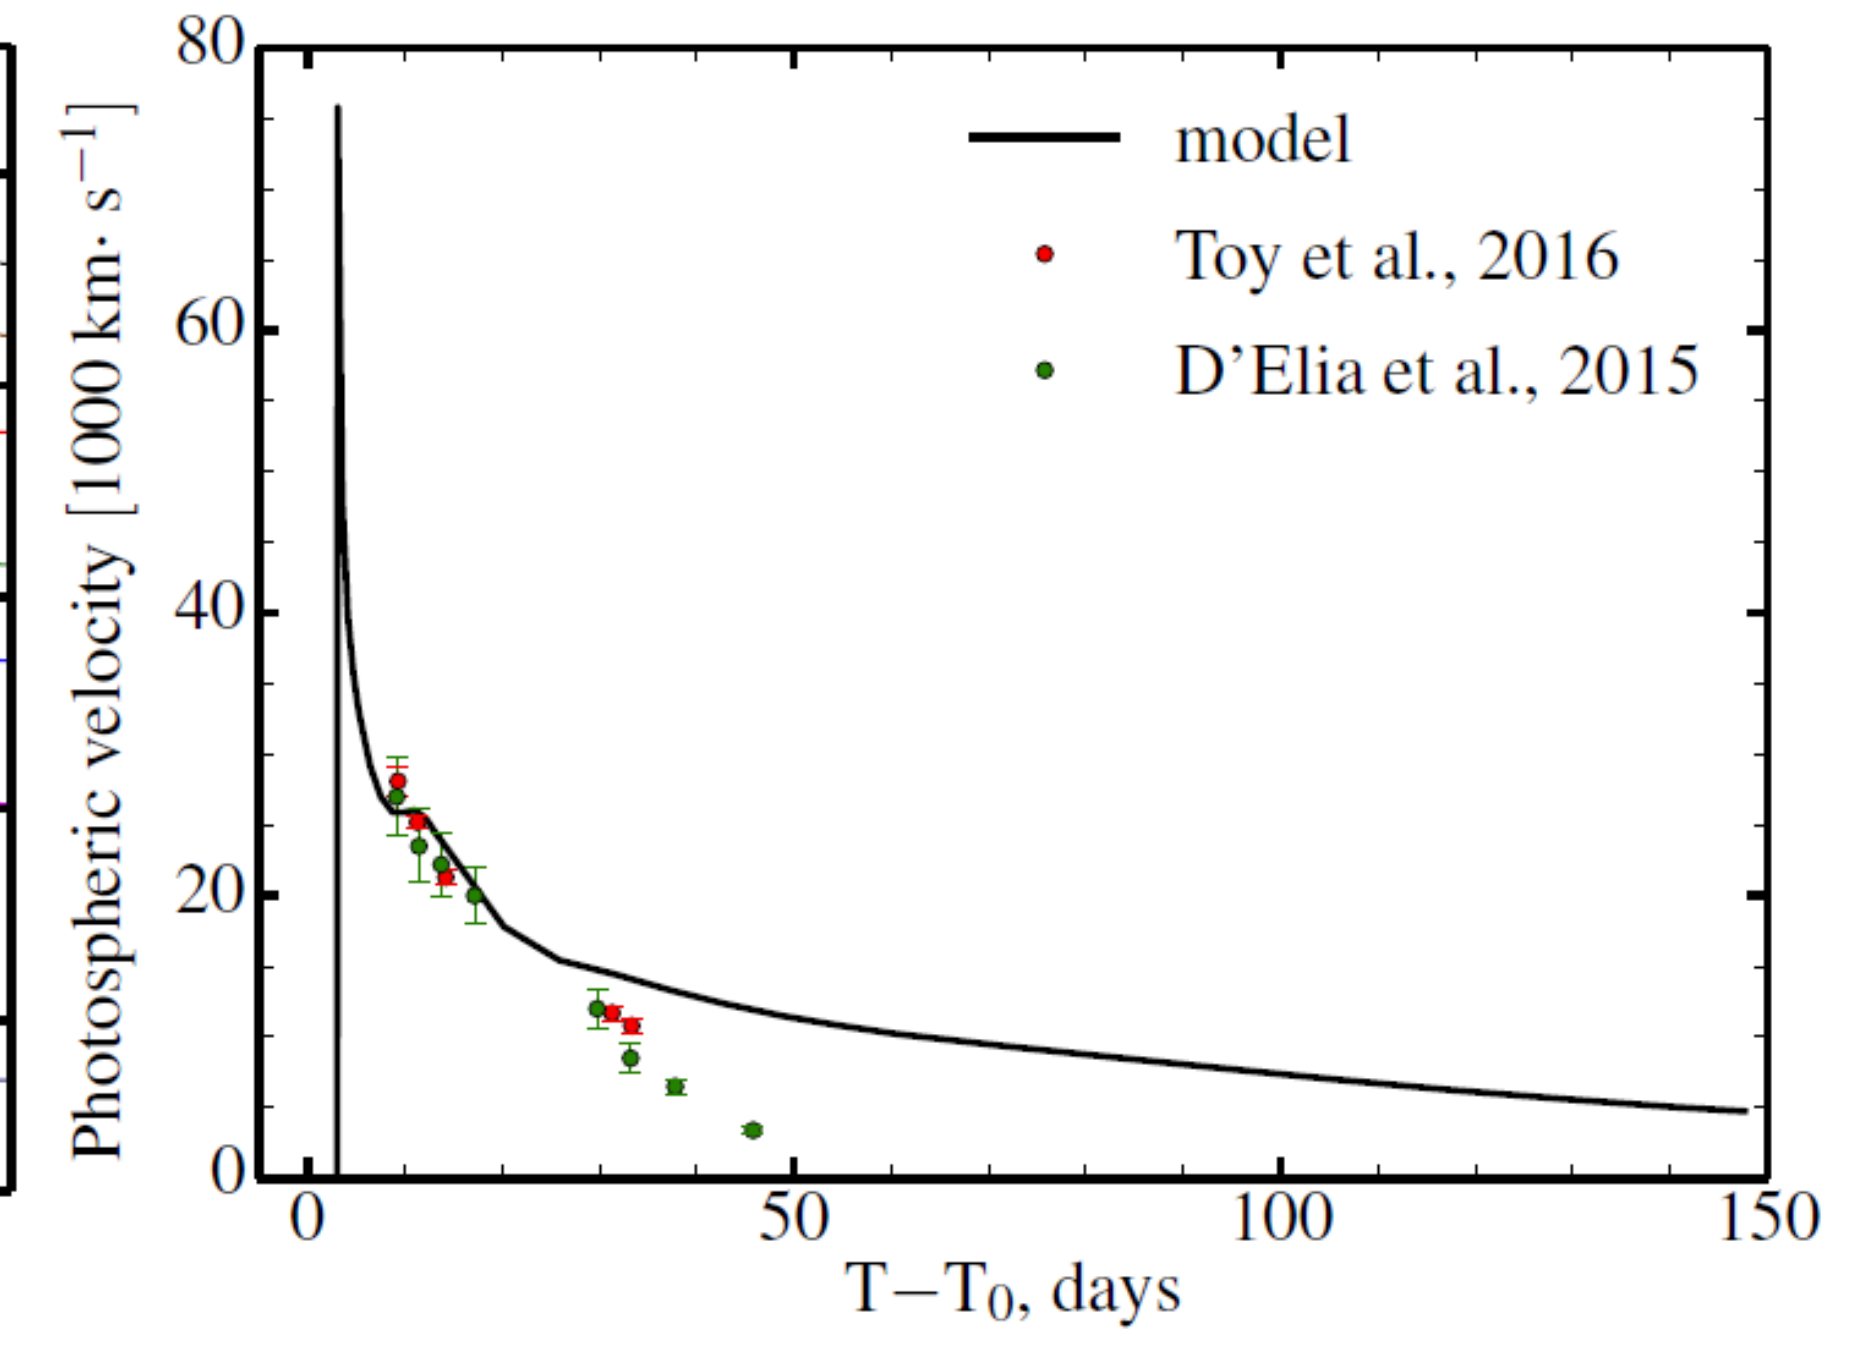 80
60
40
20
0
Photospheric velocity [1000 km· s⁻¹]
model
Toy et al., 2016
D’Elia et al., 2015
0 50 100 150
T−T₀, days